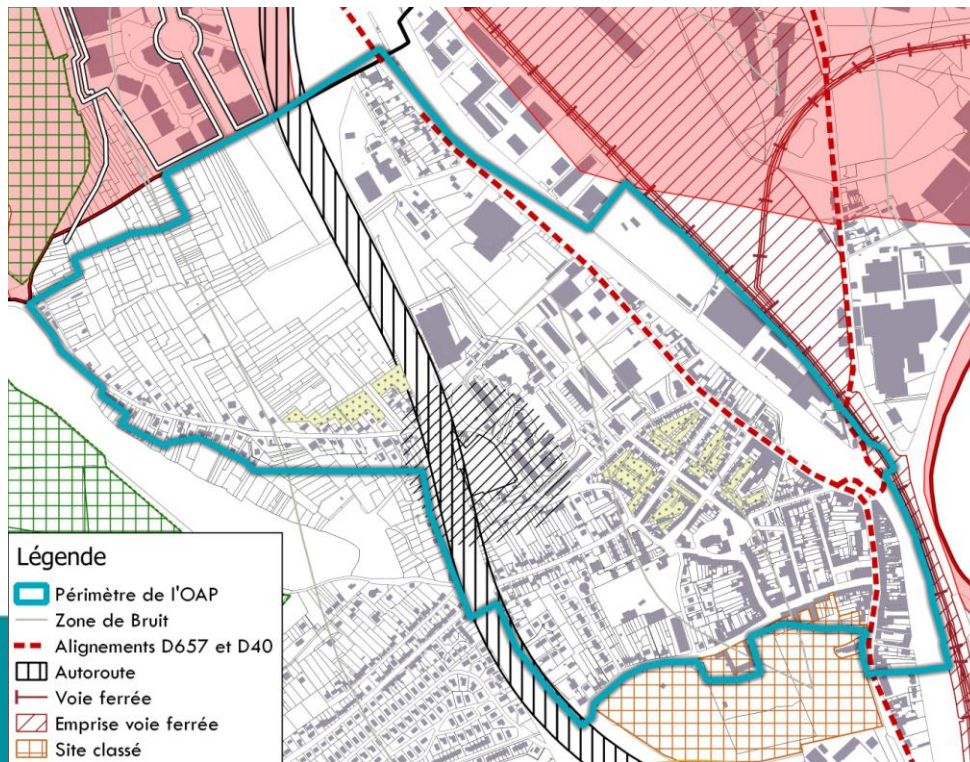 Légende
Périmètre de l'OAP
Zone de Bruit
Alignements D657 et D40
Autoroute
Voie ferrée
Emprise voie ferrée
Site classé